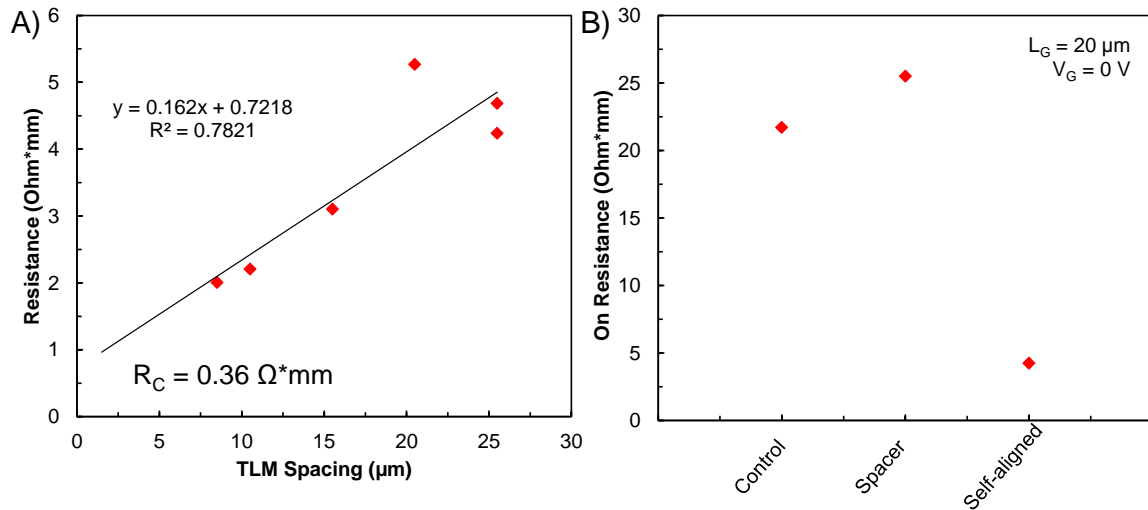 A)
6
5
4
3
2
1
0
Resistance (Ohm*mm)
y = 0.162x + 0.7218
R² = 0.7821
R_C = 0.36 Ω*mm
0 5 10 15 20 25 30
TLM Spacing (µm)
B)
30
25
20
15
10
5
0
On Resistance (Ohm*mm)
L_G = 20 µm
V_G = 0 V
Control
Spacer
Self-aligned